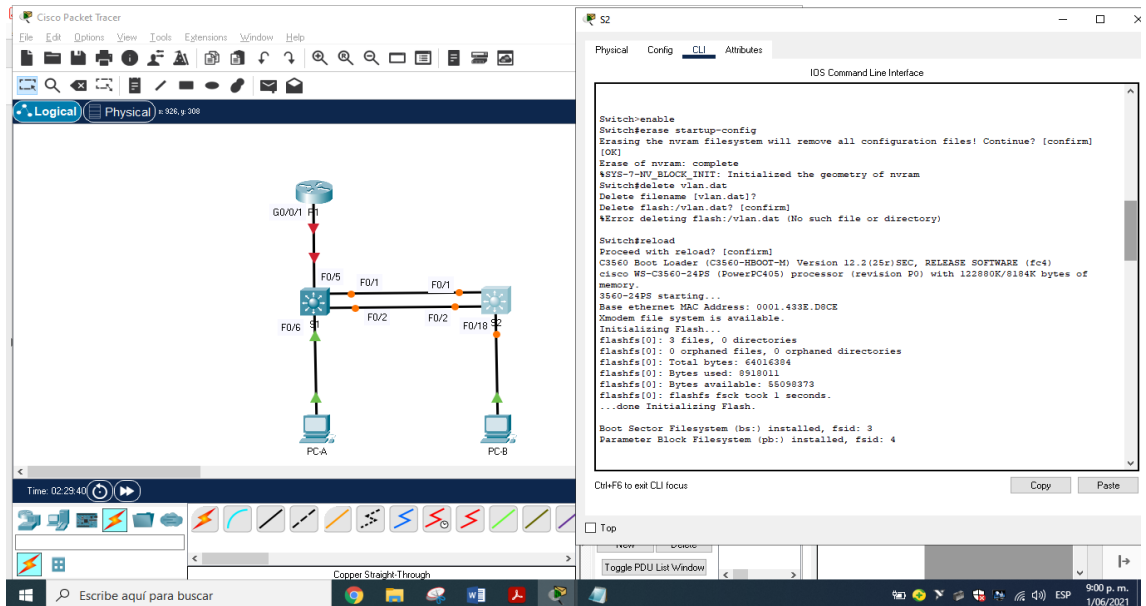 Cisco Packet Tracer
File Edit Options View Tools Extensions Window Help
Logical
Physical
x: 926, y: 308
G0/0/1 R1
F0/5
F0/1
F0/1
F0/2
F0/2
F0/6
S1
F0/18
S2
PC-A
PC-B
Time: 02:29:40
Copper Straight-Through
S2
Physical Config CLI Attributes
IOS Command Line Interface
Switch>enable
Switch#erase startup-config
Erasing the nvram filesystem will remove all configuration files! Continue? [confirm]
[OK]
Erase of nvram: complete
%SYS-7-NV_BLOCK_INIT: Initialized the geometry of nvram
Switch#delete vlan.dat
Delete filename [vlan.dat]?
Delete flash:/vlan.dat? [confirm]
%Error deleting flash:/vlan.dat (No such file or directory)
Switch#reload
Proceed with reload? [confirm]
C3560 Boot Loader (C3560-HBOOT-M) Version 12.2(25r)SEC, RELEASE SOFTWARE (fc4)
cisco WS-C3560-24PS (PowerPC405) processor (revision P0) with 122880K/8184K bytes of
memory.
3560-24PS starting...
Base ethernet MAC Address: 0001.433E.D8CE
Xmodem file system is available.
Initializing Flash...
flashfs[0]: 3 files, 0 directories
flashfs[0]: 0 orphaned files, 0 orphaned directories
flashfs[0]: Total bytes: 64016384
flashfs[0]: Bytes used: 8918011
flashfs[0]: Bytes available: 55098373
flashfs[0]: flashfs fsck took 1 seconds.
...done Initializing Flash.
Boot Sector Filesystem (bs:) installed, fsid: 3
Parameter Block Filesystem (pb:) installed, fsid: 4
Ctrl+F6 to exit CLI focus
Copy
Paste
Top
New Delete
Toggle PDU List Window
Escribe aquí para buscar
ESP
9:00 p. m.
1/06/2021